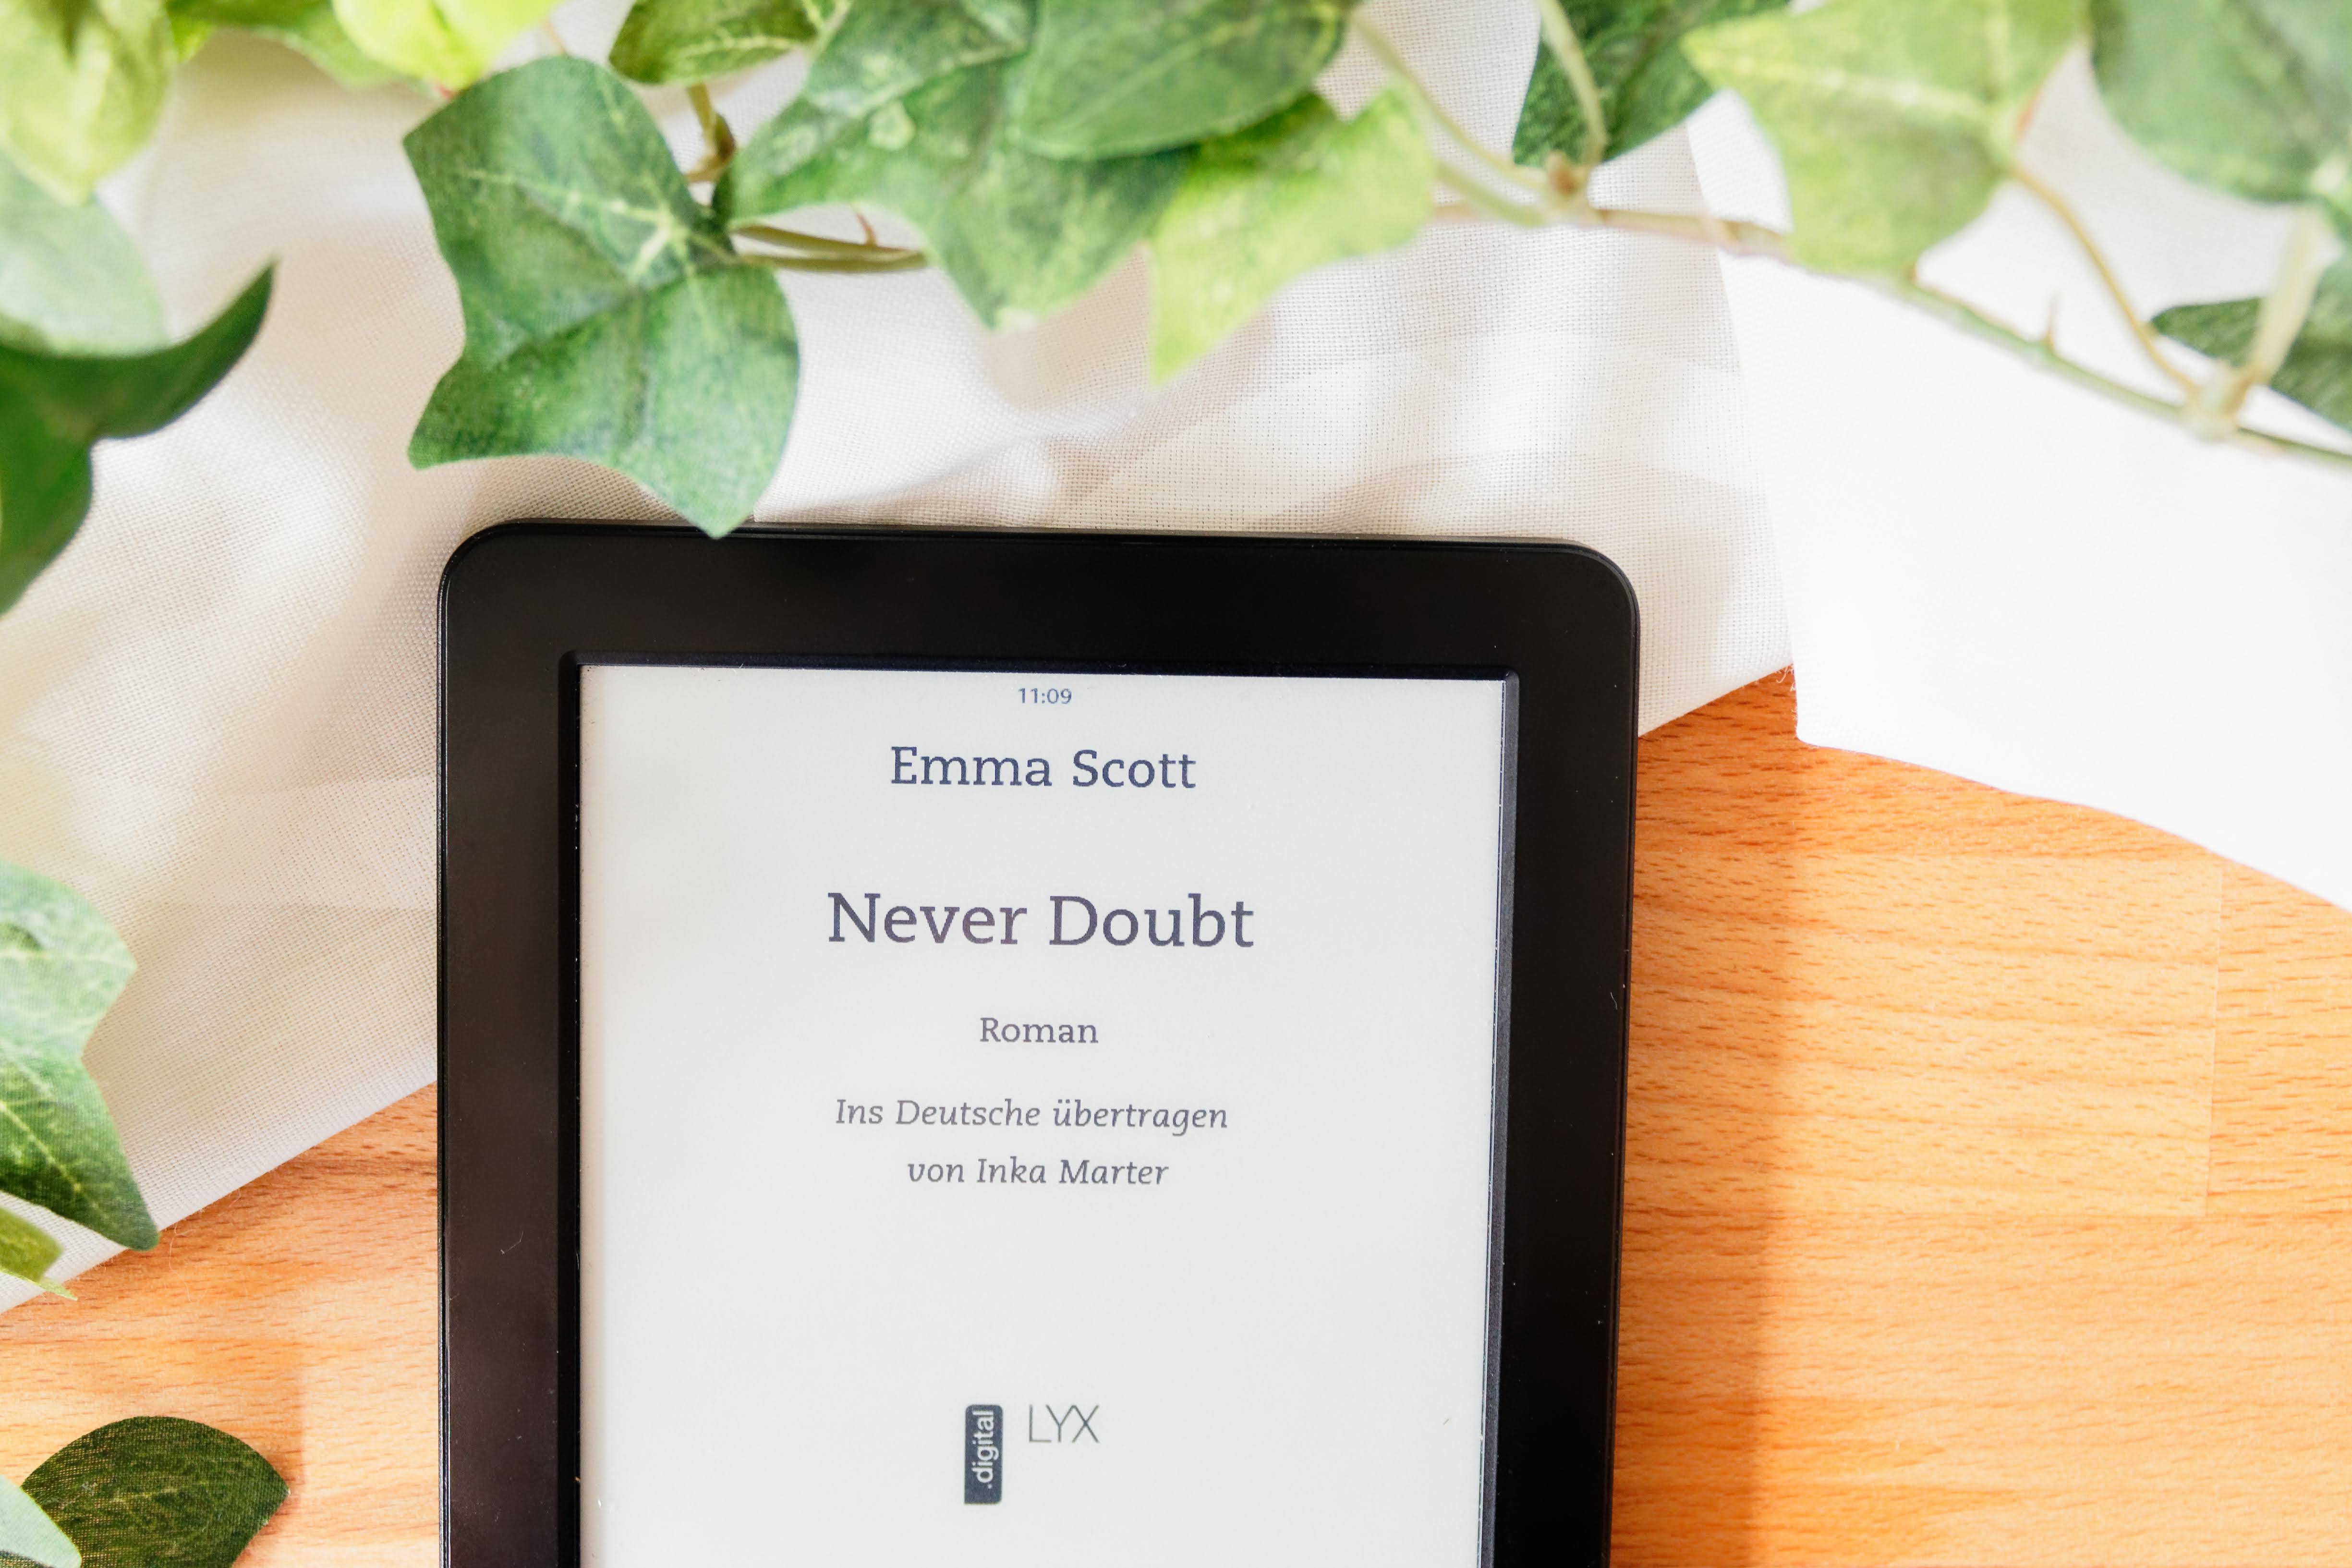 11:09
Emma Scott
Never Doubt
Roman
Ins Deutsche übertragen
von Inka Marter
.digital LYX